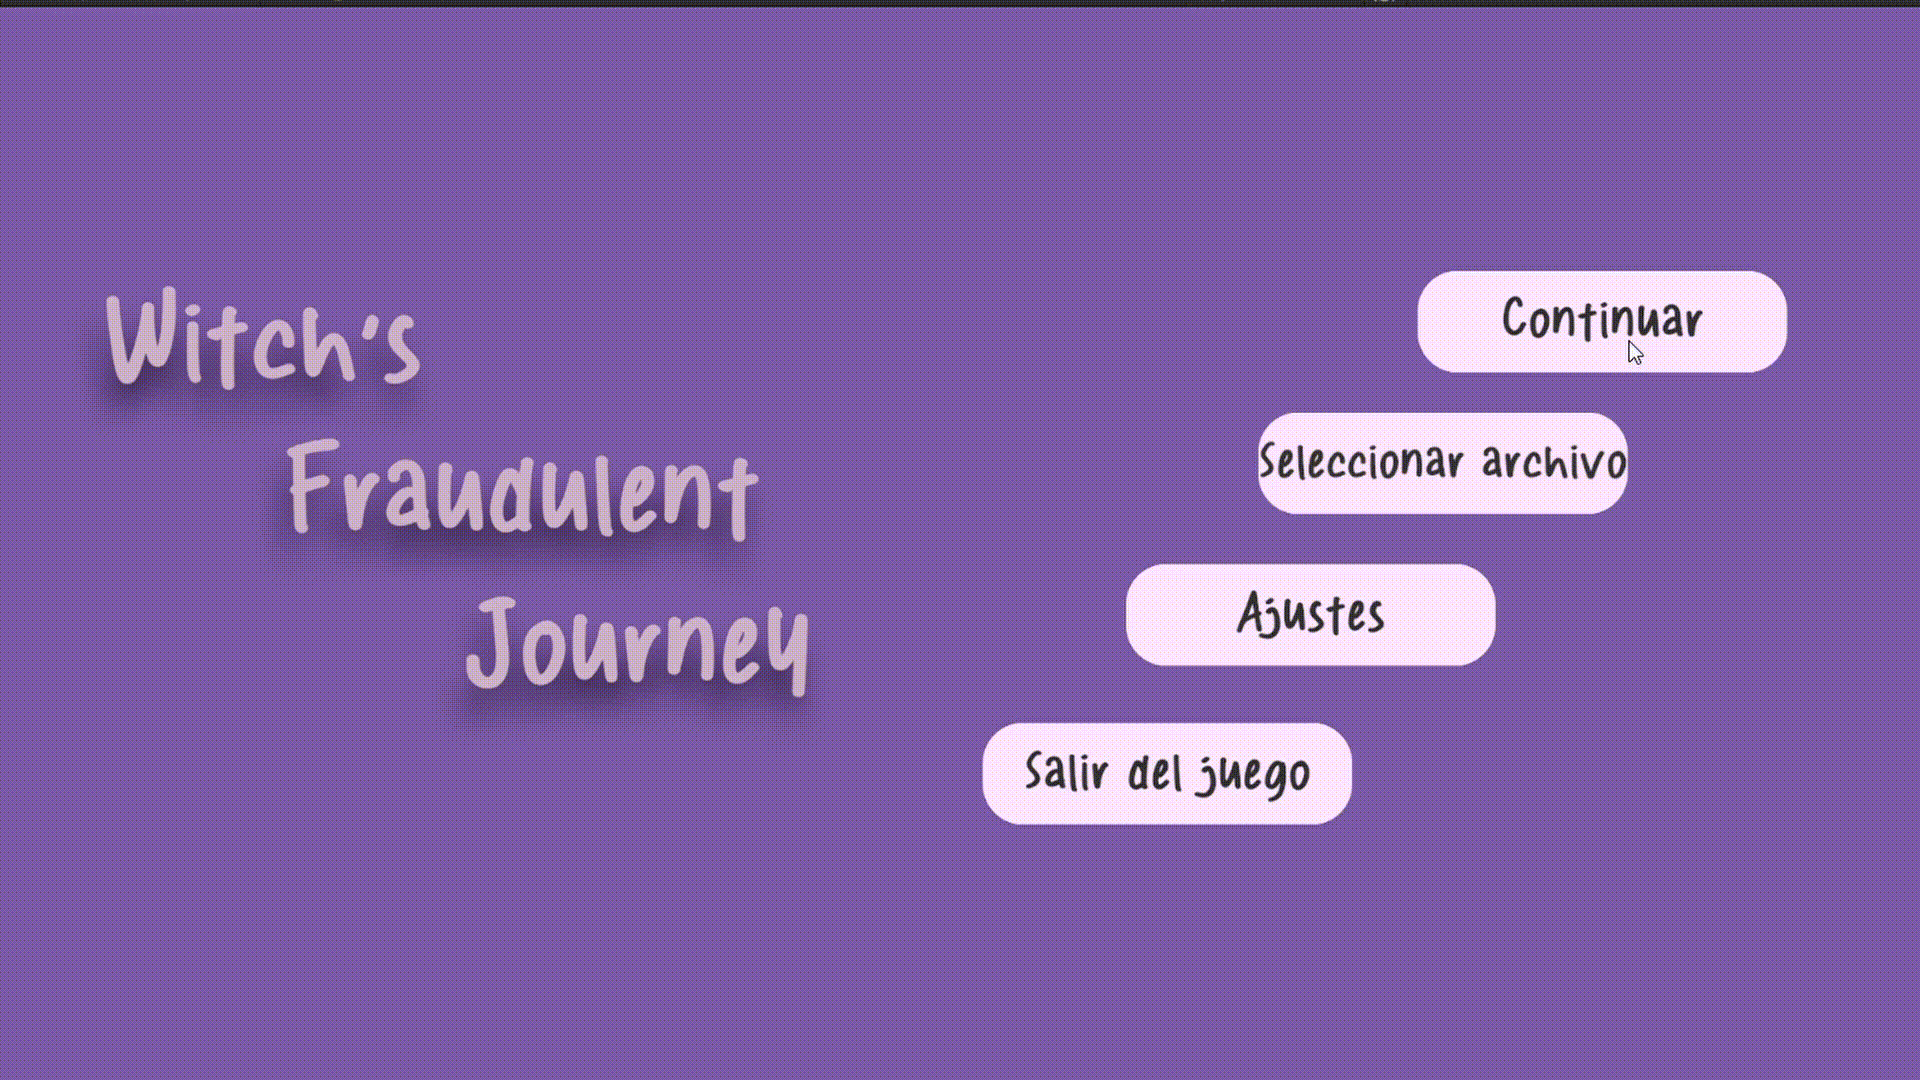 Witch's
Fraudulent
Journey
Continuar
Seleccionar archivo
Ajustes
Salir del juego